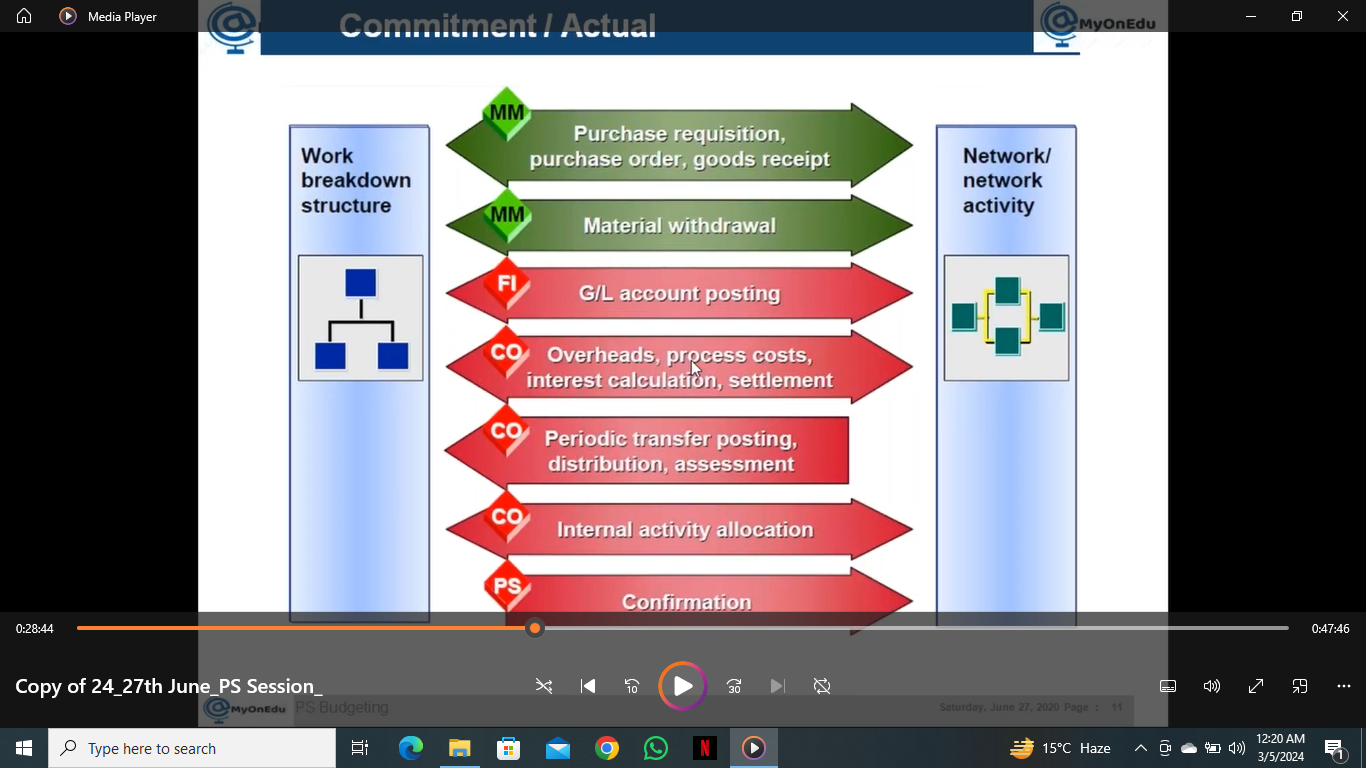 Media Player
Commitment / Actual
MyOnEdu
Work
breakdown
structure
MM
Purchase requisition,
purchase order, goods receipt
MM
Material withdrawal
FI
G/L account posting
CO
Overheads, process costs,
interest calculation, settlement
CO
Periodic transfer posting,
distribution, assessment
CO
Internal activity allocation
PS
Confirmation
Network/
network
activity
0:28:44
0:47:46
Copy of 24_27th June_PS Session_
10
30
MyOnEdu
PS Budgeting
Saturday, June 27, 2020 Page : 11
Type here to search
N
15°C Haze
12:20 AM
3/5/2024
1